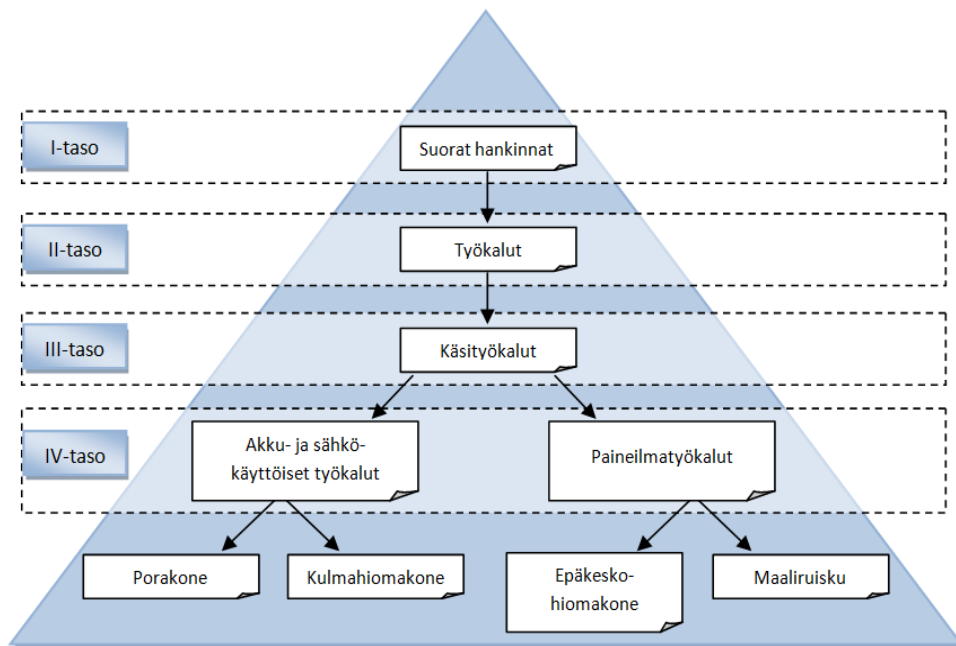 I-taso
Suorat hankinnat
II-taso
Työkalut
III-taso
Käsityökalut
IV-taso
Akku- ja sähkö-
käyttöiset työkalut
Paineilmatyökalut
Porakone
Kulmahiomakone
Epäkesko-
hiomakone
Maaliruisku